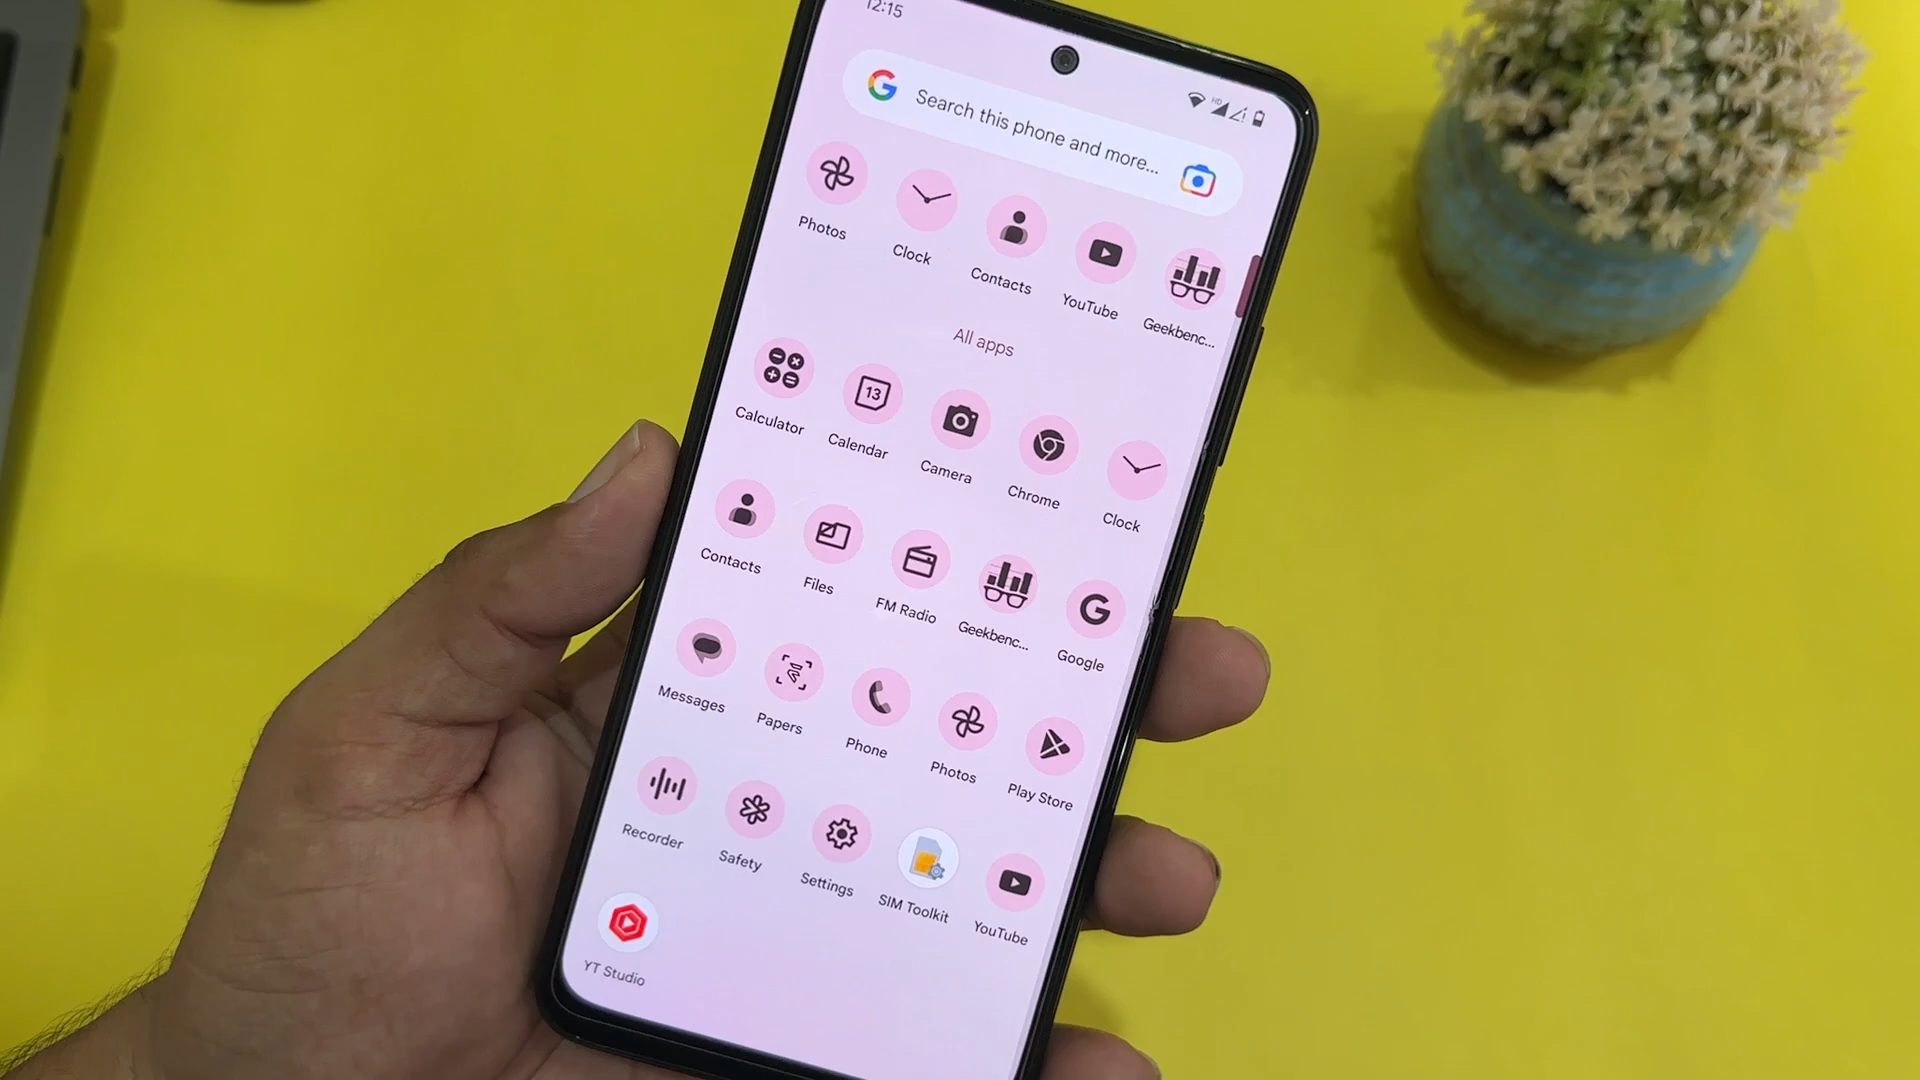 12:15
HD
Search this phone and more...
Photos
Clock
Contacts
YouTube
Geekbenc...
All apps
Calculator
13
Calendar
Camera
Chrome
Clock
Contacts
Files
FM Radio
Geekbenc...
Google
Messages
Papers
Phone
Photos
Play Store
Recorder
Safety
Settings
SIM Toolkit
YouTube
YT Studio